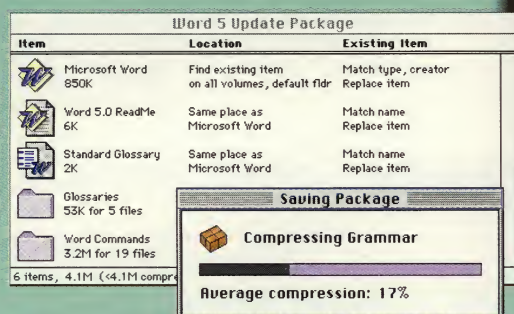 Word 5 Update Package
Item Location Existing Item
Microsoft Word Find existing item Match type, creator
850K on all volumes, default fldr Replace item
Word 5.0 ReadMe Same place as Match name
6K Microsoft Word Replace item
Standard Glossary Same place as Match name
2K Microsoft Word Replace item
Glossaries
53K for 5 files
Word Commands
3.2M for 19 files
6 items, 4.1M (<4.1M compre
Saving Package
Compressing Grammar
Average compression: 17%